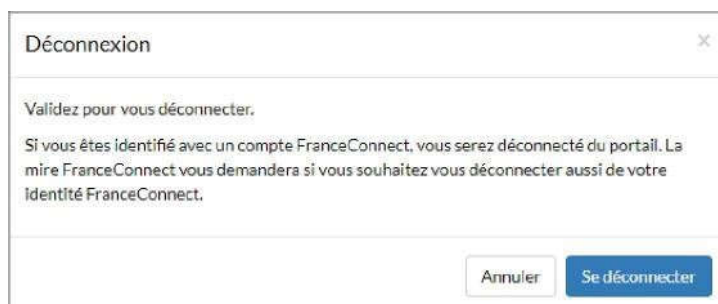 Déconnexion ×
Validez pour vous déconnecter.
Si vous êtes identifié avec un compte FranceConnect, vous serez déconnecté du portail. La
mire FranceConnect vous demandera si vous souhaitez vous déconnecter aussi de votre
identité FranceConnect.
Annuler Se déconnecter